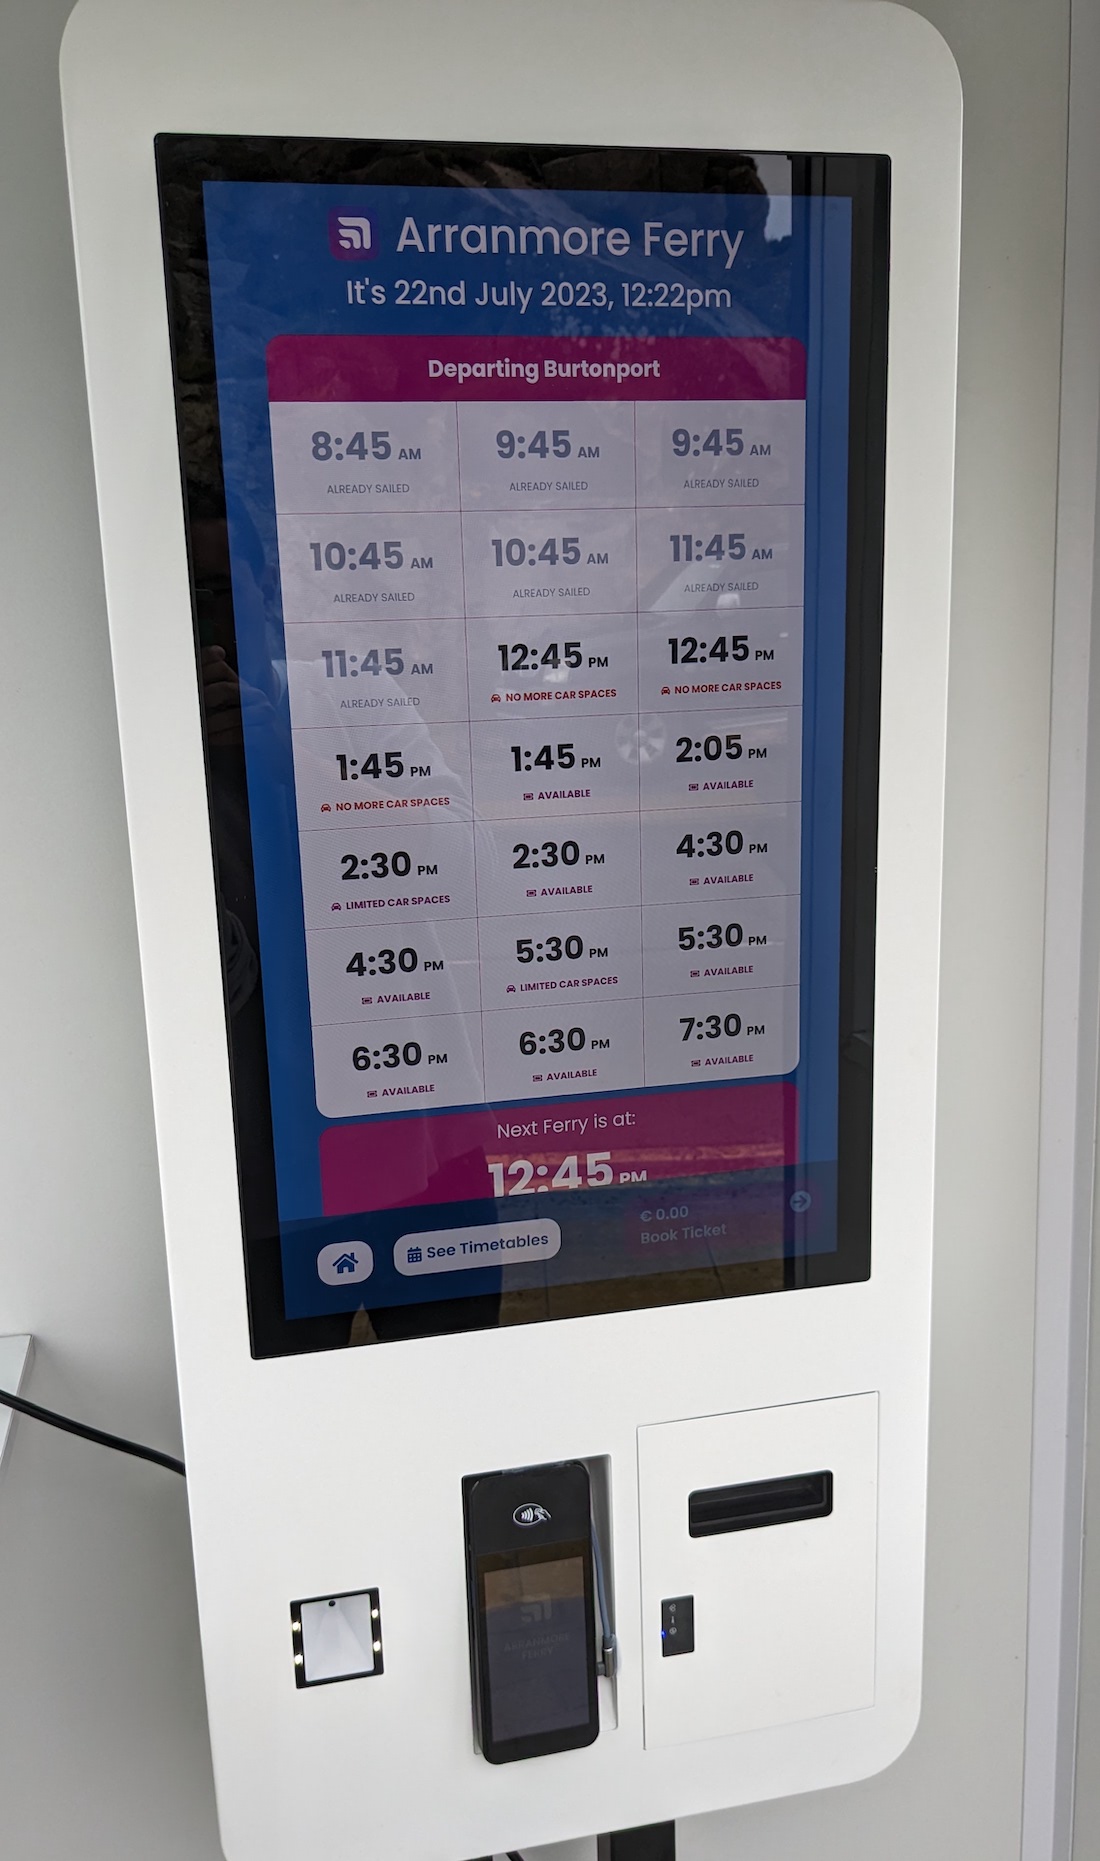 Arranmore Ferry
It's 22nd July 2023, 12:22pm
Departing Burtonport
8:45 AM
ALREADY SAILED
9:45 AM
ALREADY SAILED
9:45 AM
ALREADY SAILED
10:45 AM
ALREADY SAILED
10:45 AM
ALREADY SAILED
11:45 AM
ALREADY SAILED
11:45 AM
ALREADY SAILED
12:45 PM
NO MORE CAR SPACES
12:45 PM
NO MORE CAR SPACES
1:45 PM
NO MORE CAR SPACES
1:45 PM
AVAILABLE
2:05 PM
AVAILABLE
2:30 PM
LIMITED CAR SPACES
2:30 PM
AVAILABLE
4:30 PM
AVAILABLE
4:30 PM
AVAILABLE
5:30 PM
LIMITED CAR SPACES
5:30 PM
AVAILABLE
6:30 PM
AVAILABLE
6:30 PM
AVAILABLE
7:30 PM
AVAILABLE
Next Ferry is at:
12:45 PM
See Timetables
€ 0.00
Book Ticket